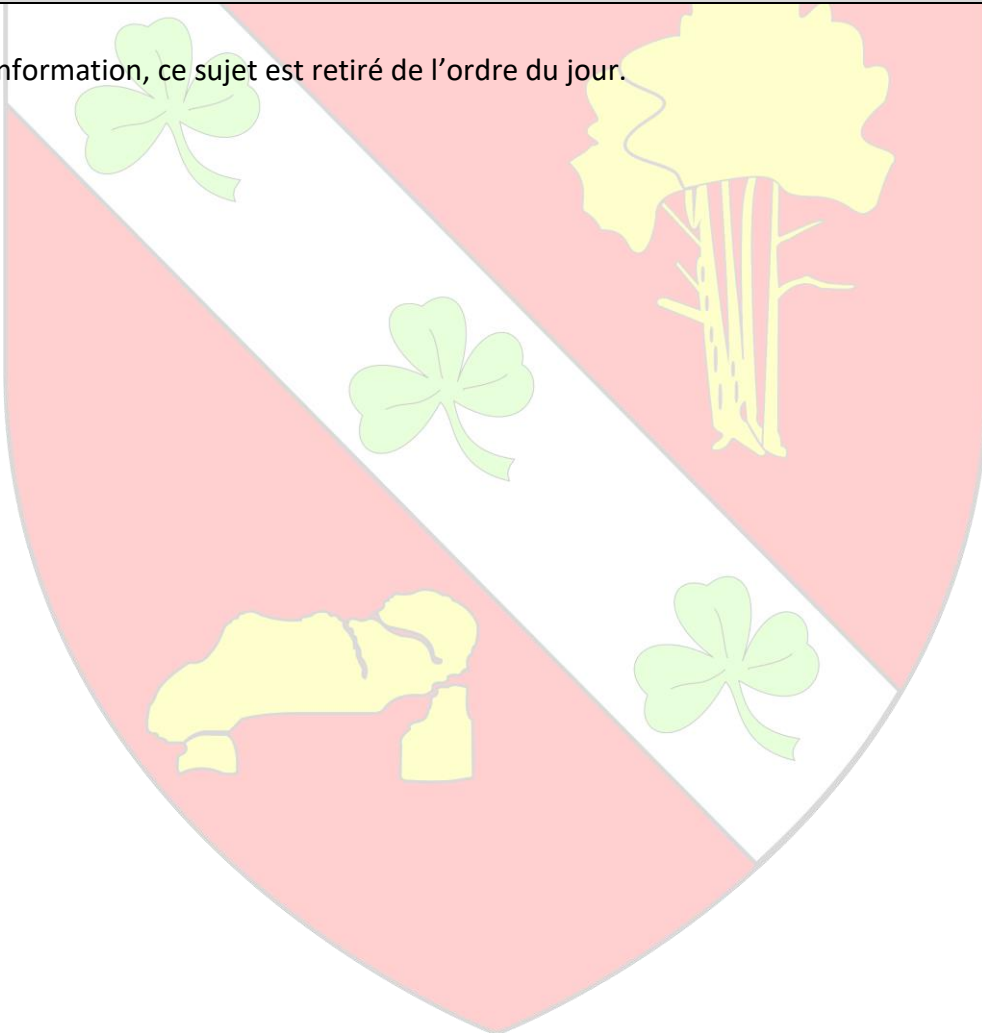 nformation, ce sujet est retiré de l’ordre du jour.